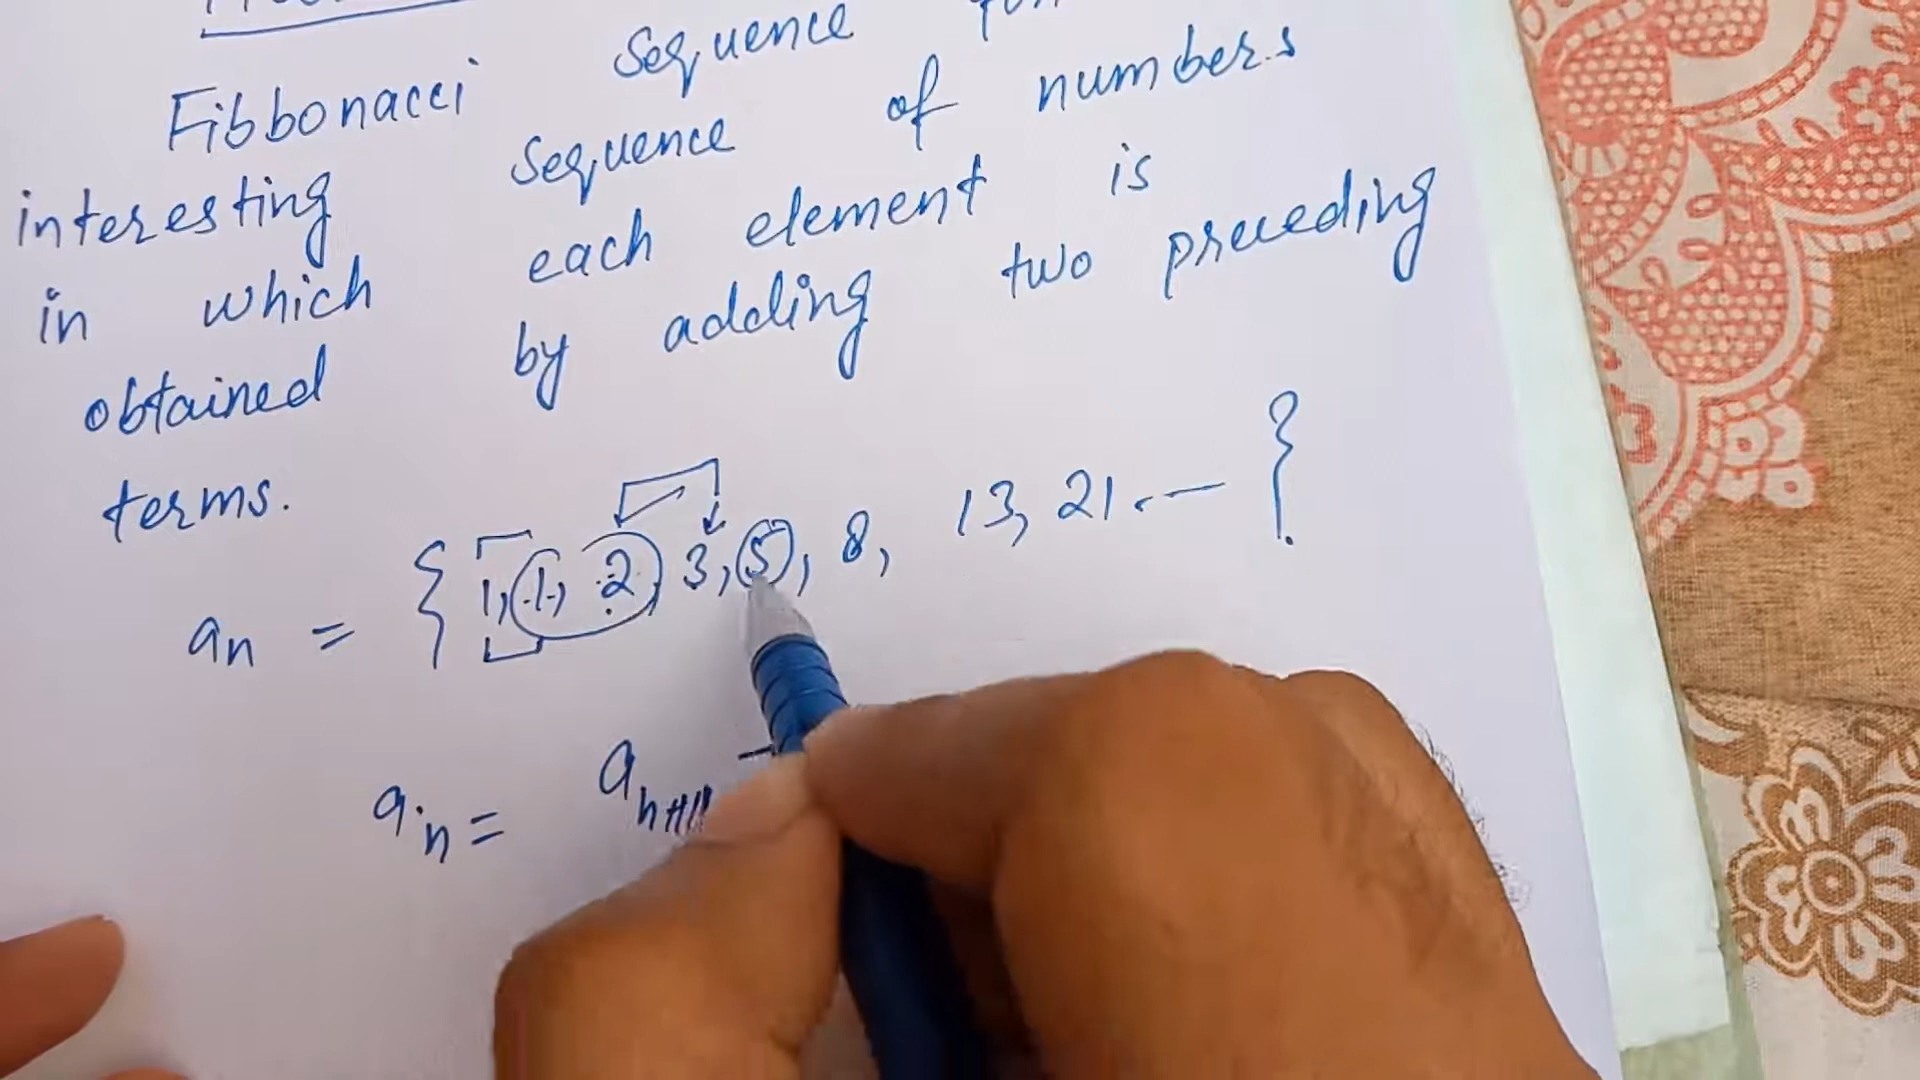 Fibbonacci sequence
interesting sequence of numbers
in which each element is
obtained by adding two preceding
terms.
an = { 1, 1, 2, 3, 5, 8, 13, 21 .— }
an = a